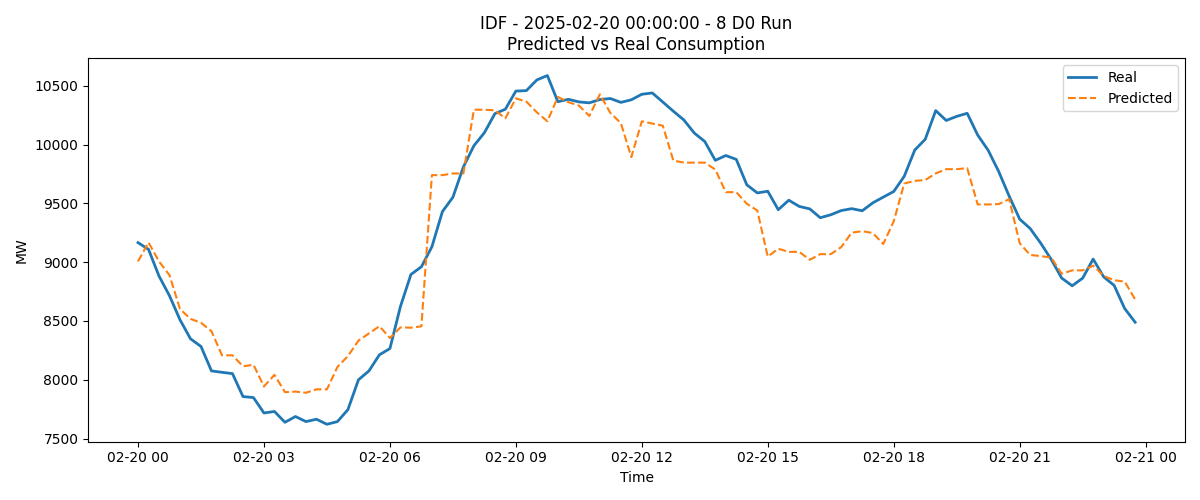 IDF - 2025-02-20 00:00:00 - 8 D0 Run
Predicted vs Real Consumption
Real
Predicted
MW
10500
10000
9500
9000
8500
8000
7500
02-20 00
02-20 03
02-20 06
02-20 09
02-20 12
02-20 15
02-20 18
02-20 21
02-21 00
Time